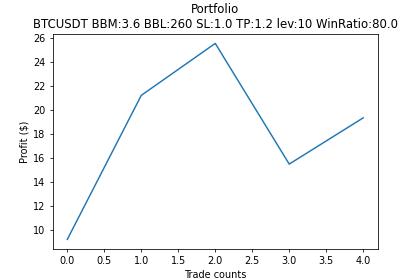 Portfolio
BTCUSDT BBM:3.6 BBL:260 SL:1.0 TP:1.2 lev:10 WinRatio:80.0
26
24
22
20
18
16
14
12
10
Profit ($)
0.0 0.5 1.0 1.5 2.0 2.5 3.0 3.5 4.0
Trade counts